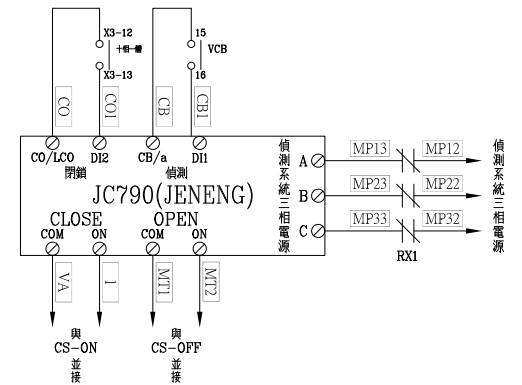 X3-12
X3-13
15
VCB
16
CO
CO1
CB
CB1
CO/LCO
DI2
CB/a
DI1
閉鎖
偵測
JC790(JENENG)
CLOSE
OPEN
COM
ON
COM
ON
偵測系統三相電源
A
B
C
MP13
MP12
MP23
MP22
MP33
MP32
RX1
偵測系統三相電源
VA
1
MT1
MT2
與
CS-ON
並接
與
CS-OFF
並接